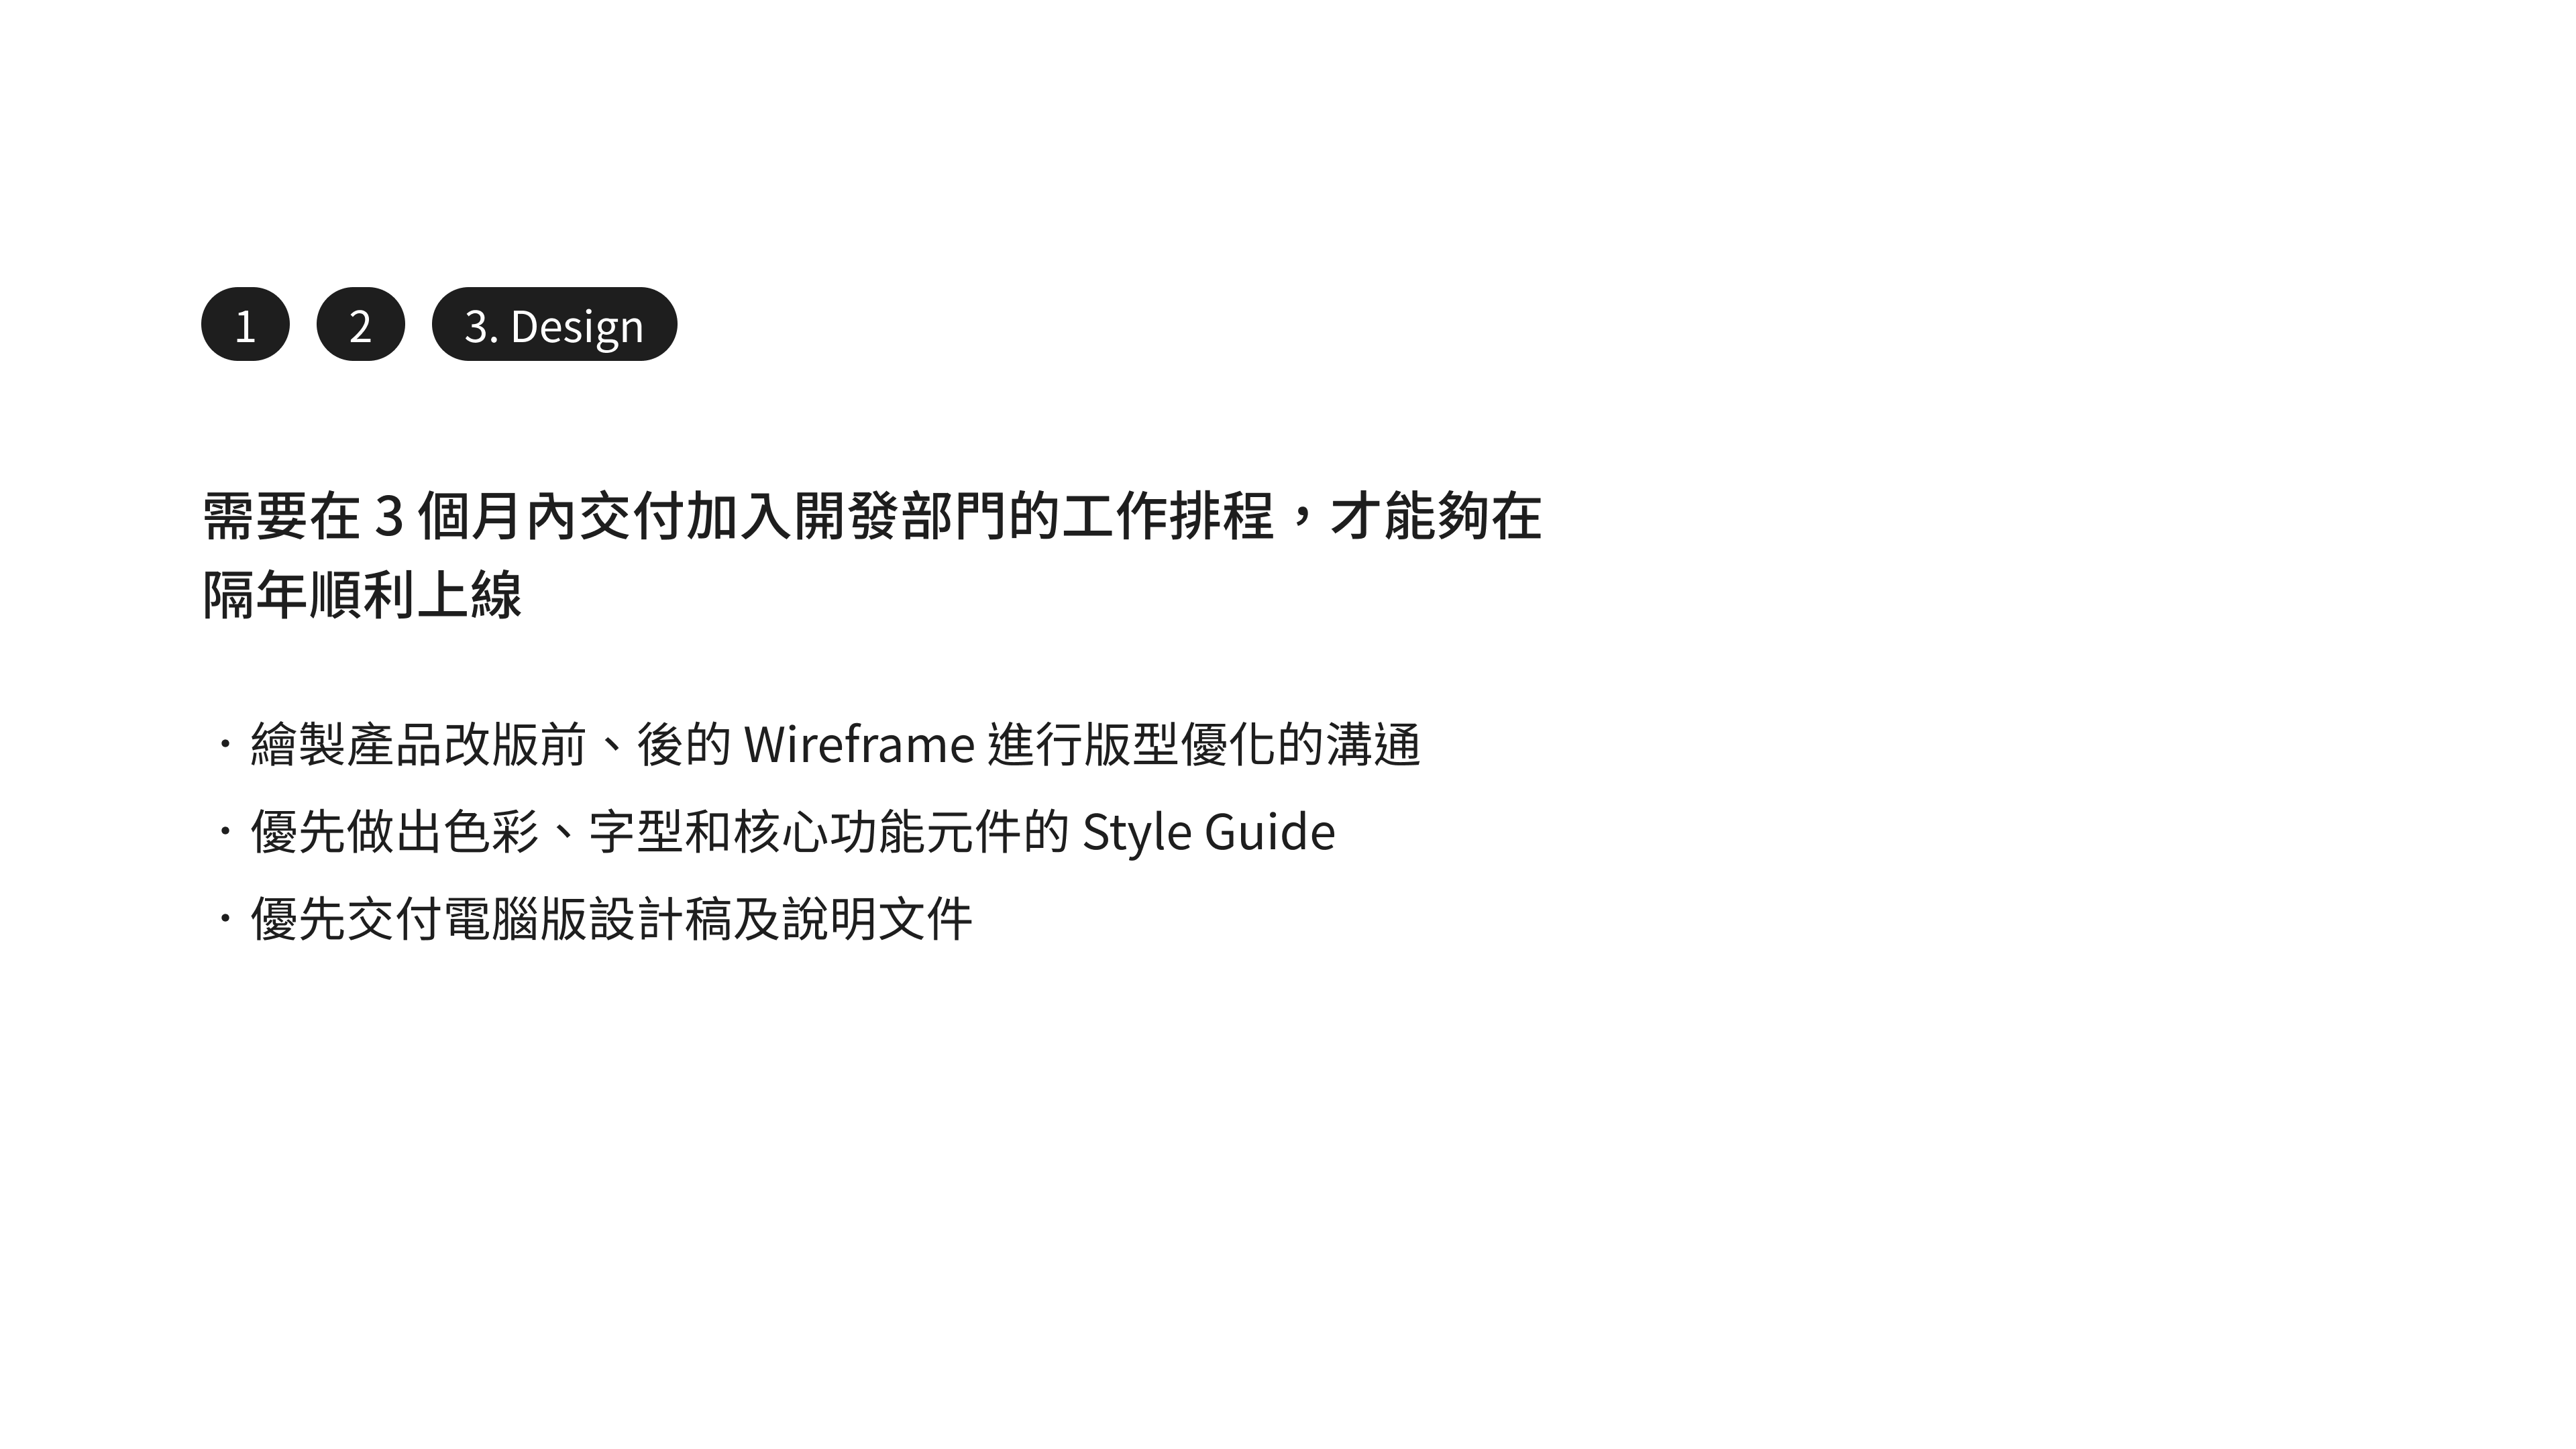 1 2 3. Design
需要在 3 個月內交付加入開發部門的工作排程，才能夠在
隔年順利上線
・繪製產品改版前、後的 Wireframe 進行版型優化的溝通
・優先做出色彩、字型和核心功能元件的 Style Guide
・優先交付電腦版設計稿及說明文件